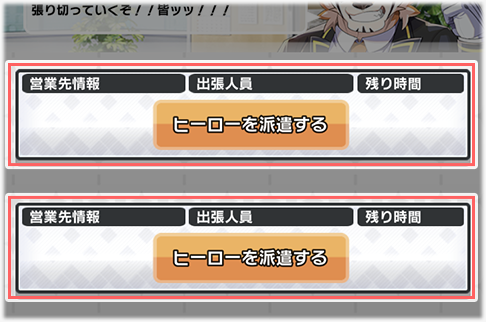 張り切っていくぞ！！皆ッッ！！！
営業先情報 出張人員 残り時間
ヒーローを派遣する
営業先情報 出張人員 残り時間
ヒーローを派遣する